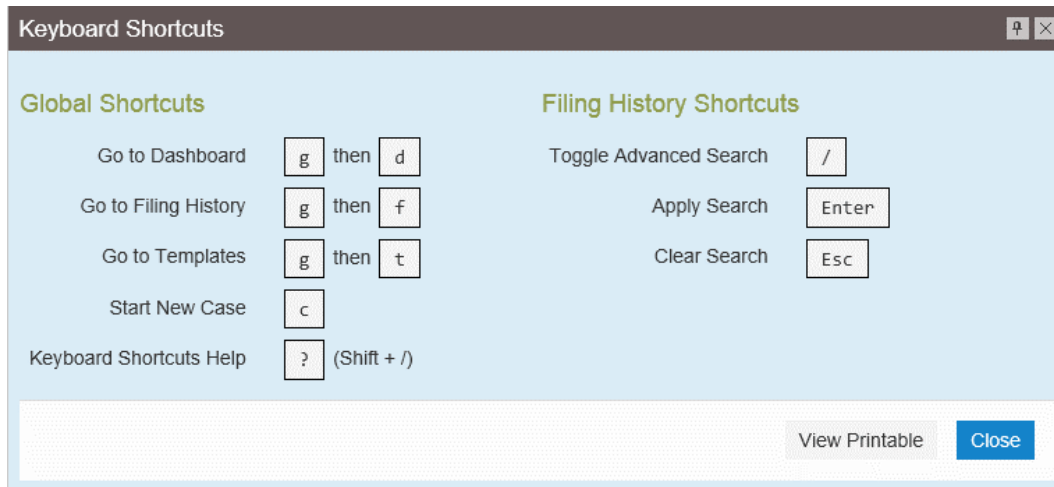 Keyboard Shortcuts
Global Shortcuts
Go to Dashboard g then d
Go to Filing History g then f
Go to Templates g then t
Start New Case c
Keyboard Shortcuts Help ? (Shift + /)
Filing History Shortcuts
Toggle Advanced Search /
Apply Search Enter
Clear Search Esc
View Printable Close